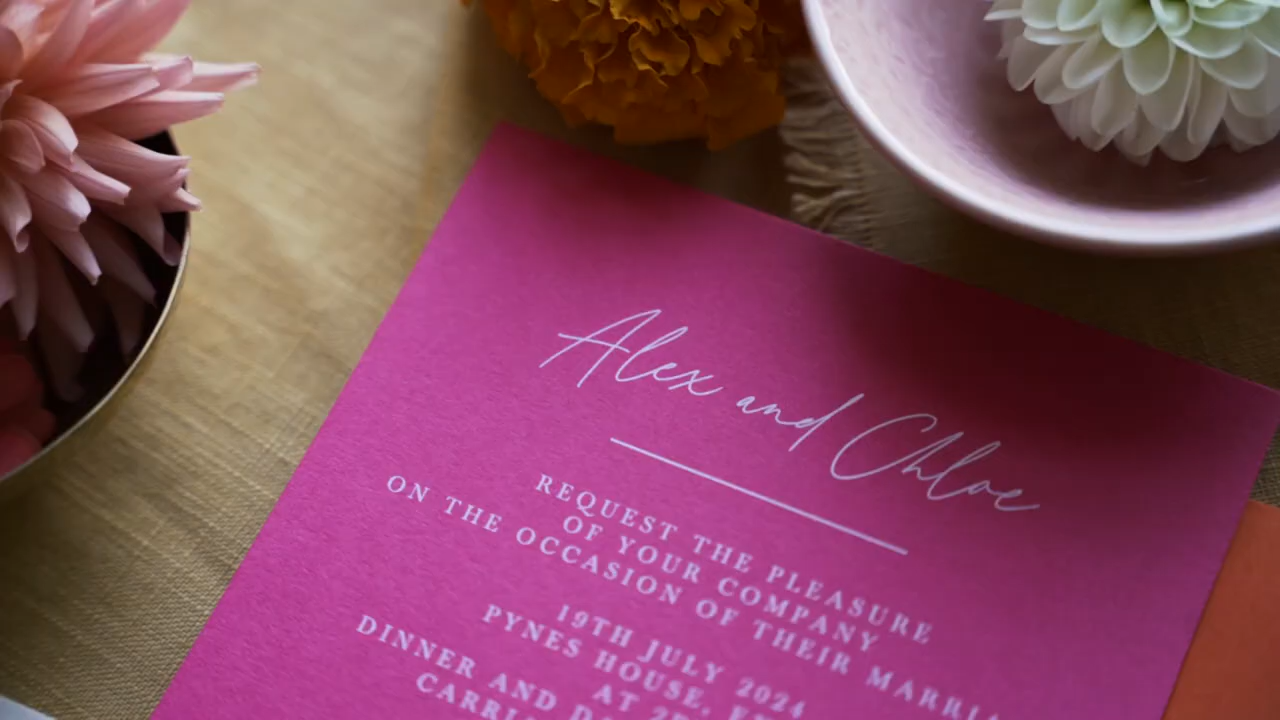 Alex and Chloe
REQUEST THE PLEASURE
OF YOUR COMPANY
ON THE OCCASION OF THEIR
19TH JULY 2024
PYNES HOUSE,
AT
DINNER AND